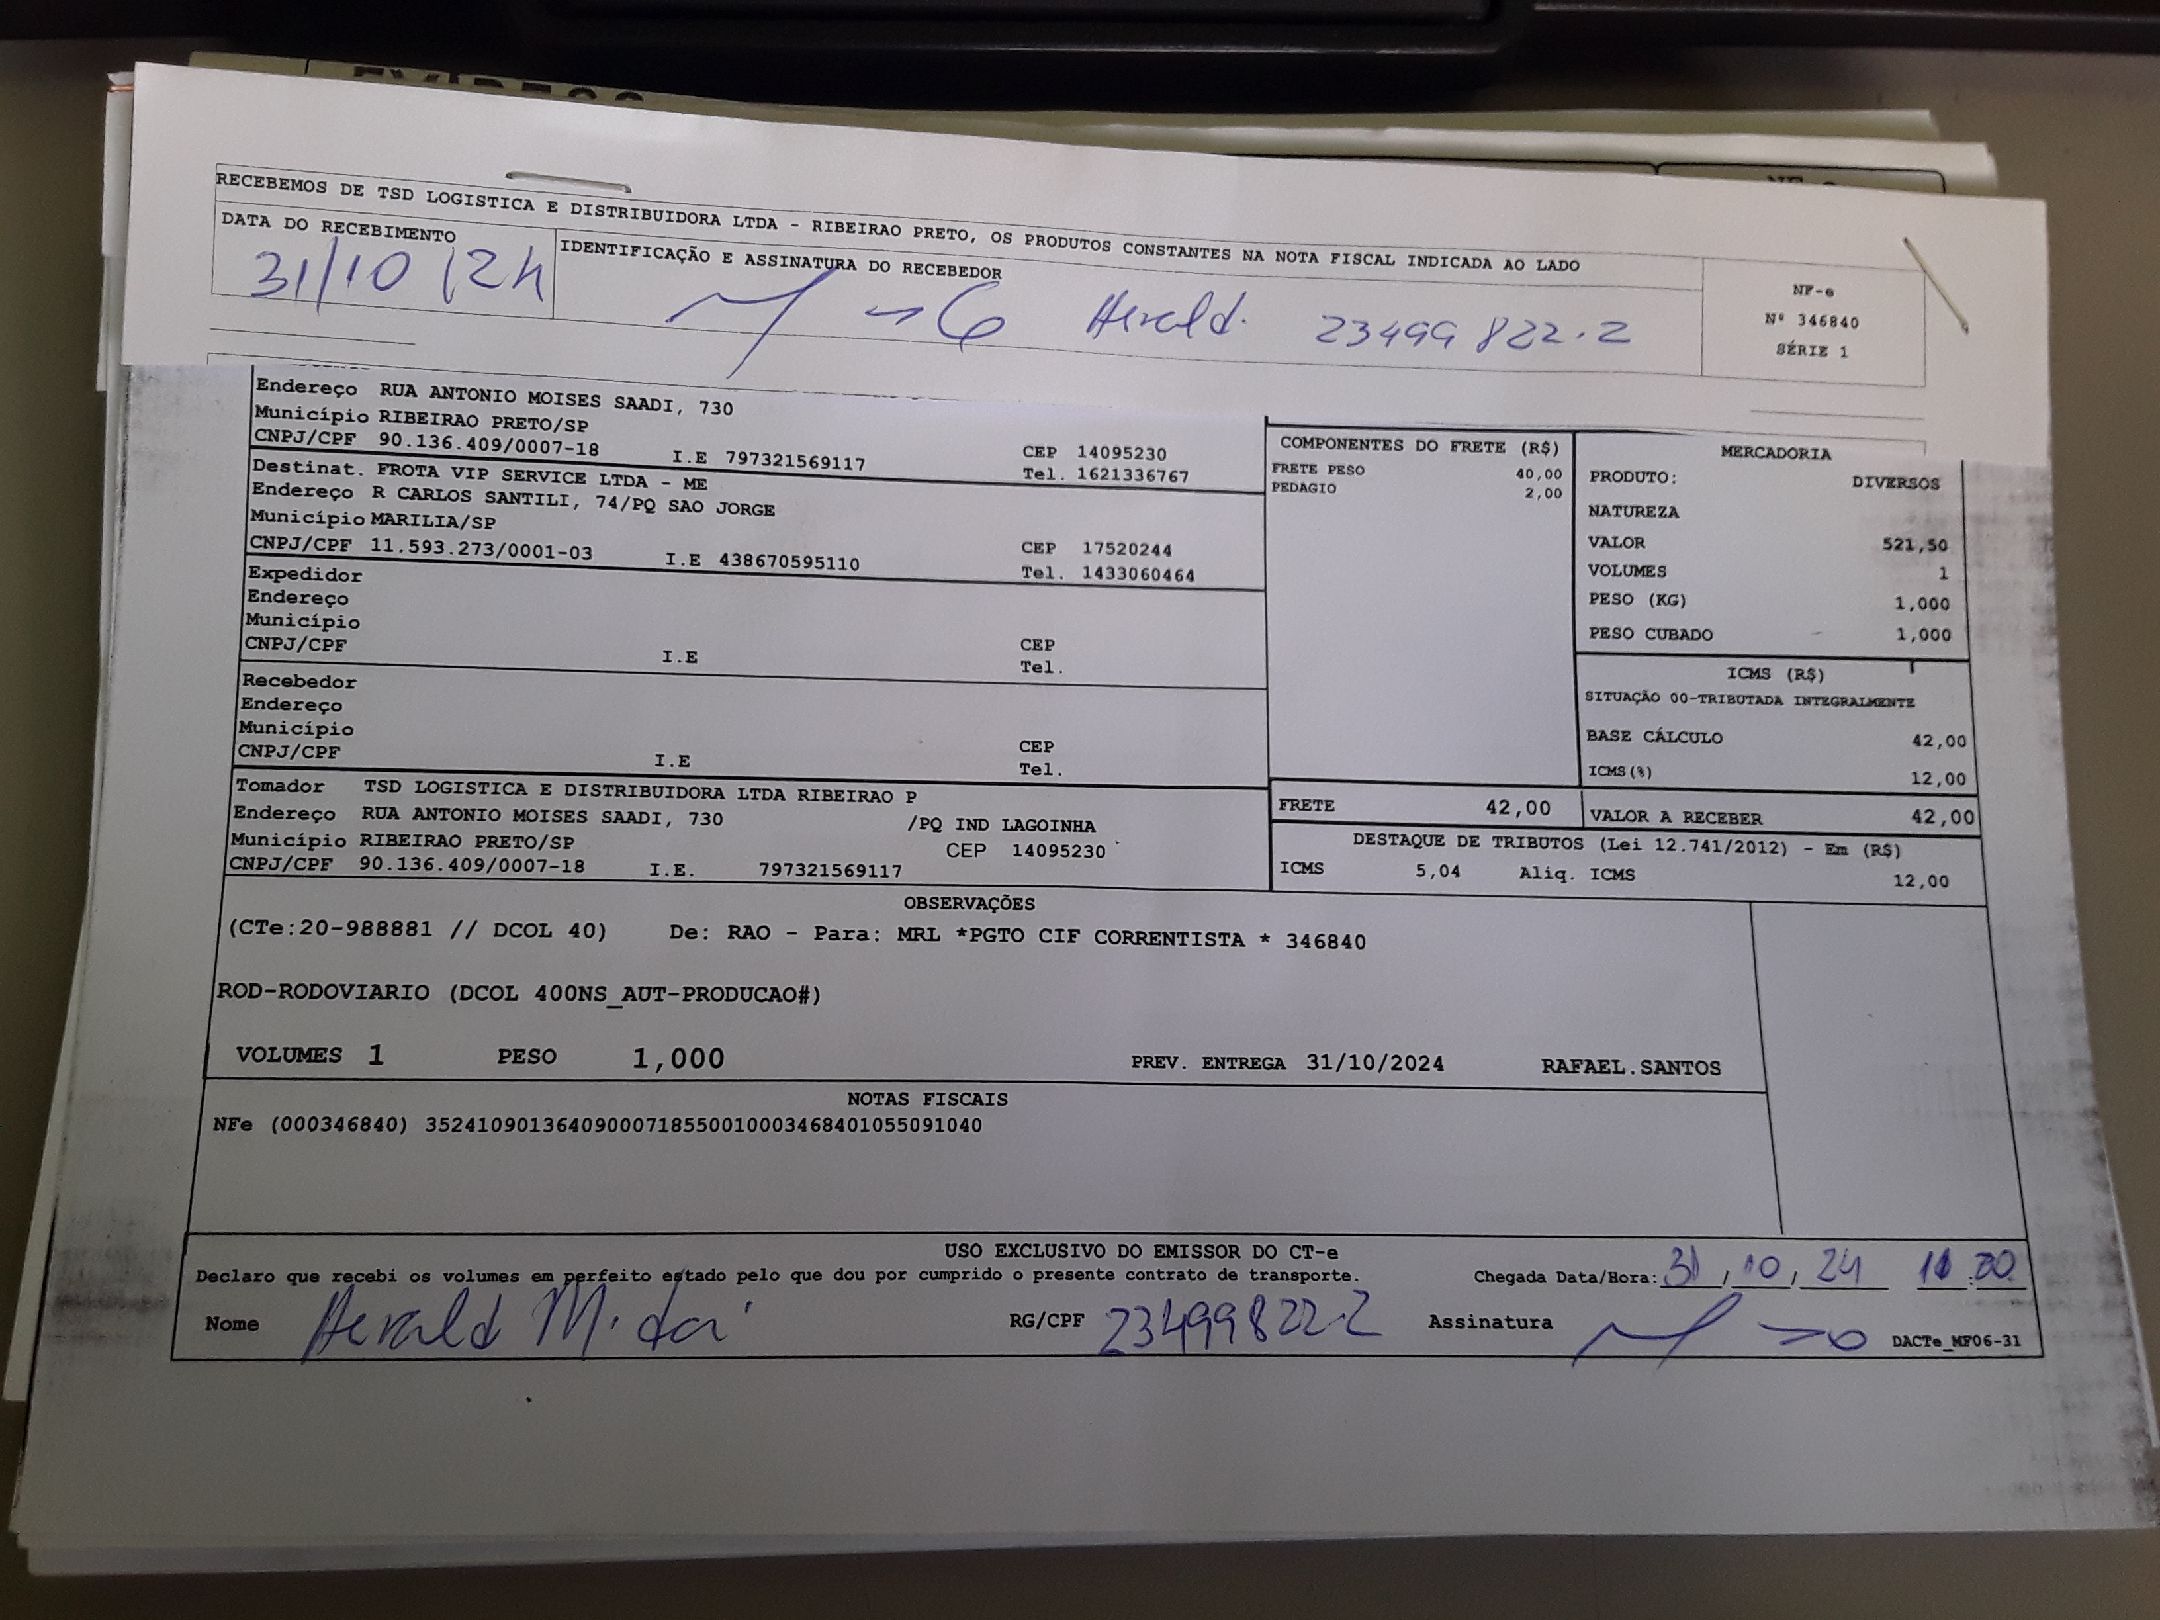 RECEBEMOS DE TSD LOGISTICA E DISTRIBUIDORA LTDA - RIBEIRAO PRETO, OS PRODUTOS CONSTANTES NA NOTA FISCAL INDICADA AO LADO
DATA DO RECEBIMENTO
31/10 12h
IDENTIFICAÇÃO E ASSINATURA DO RECEBEDOR
Herald. 23499822-2
NF-e
Nº 346840
SÉRIE 1
Endereço RUA ANTONIO MOISES SAADI, 730
Município RIBEIRAO PRETO/SP
CNPJ/CPF 90.136.409/0007-18 I.E 797321569117
CEP 14095230
Tel. 1621336767
Destinat. FROTA VIP SERVICE LTDA - ME
Endereço R CARLOS SANTILI, 74/PQ SAO JORGE
Município MARILIA/SP
CNPJ/CPF 11.593.273/0001-03 I.E 438670595110
CEP 17520244
Tel. 1433060464
Expedidor
Endereço
Município
CNPJ/CPF I.E
CEP
Tel.
Recebedor
Endereço
Município
CNPJ/CPF I.E
CEP
Tel.
Tomador TSD LOGISTICA E DISTRIBUIDORA LTDA RIBEIRAO P
Endereço RUA ANTONIO MOISES SAADI, 730 /PQ IND LAGOINHA
Município RIBEIRAO PRETO/SP CEP 14095230
CNPJ/CPF 90.136.409/0007-18 I.E. 797321569117
COMPONENTES DO FRETE (R$)
FRETE PESO 40,00
PEDAGIO 2,00
MERCADORIA
PRODUTO: DIVERSOS
NATUREZA
VALOR 521,50
VOLUMES 1
PESO (KG) 1,000
PESO CUBADO 1,000
ICMS (R$)
SITUAÇÃO 00-TRIBUTADA INTEGRALMENTE
BASE CÁLCULO 42,00
ICMS(%) 12,00
FRETE 42,00
VALOR A RECEBER 42,00
DESTAQUE DE TRIBUTOS (Lei 12.741/2012) - Em (R$)
ICMS 5,04 Aliq. ICMS 12,00
OBSERVAÇÕES
(CTe:20-988881 // DCOL 40) De: RAO - Para: MRL *PGTO CIF CORRENTISTA * 346840
ROD-RODOVIARIO (DCOL 400NS_AUT-PRODUCAO#)
VOLUMES 1 PESO 1,000 PREV. ENTREGA 31/10/2024 RAFAEL.SANTOS
NOTAS FISCAIS
NFe (000346840) 35241090136409000718550010003468401055091040
USO EXCLUSIVO DO EMISSOR DO CT-e
Declaro que recebi os volumes em perfeito estado pelo que dou por cumprido o presente contrato de transporte.
Chegada Data/Hora: 31/10/24
Nome Herald
RG/CPF 23499822-2
Assinatura
DACTe_MF06-31